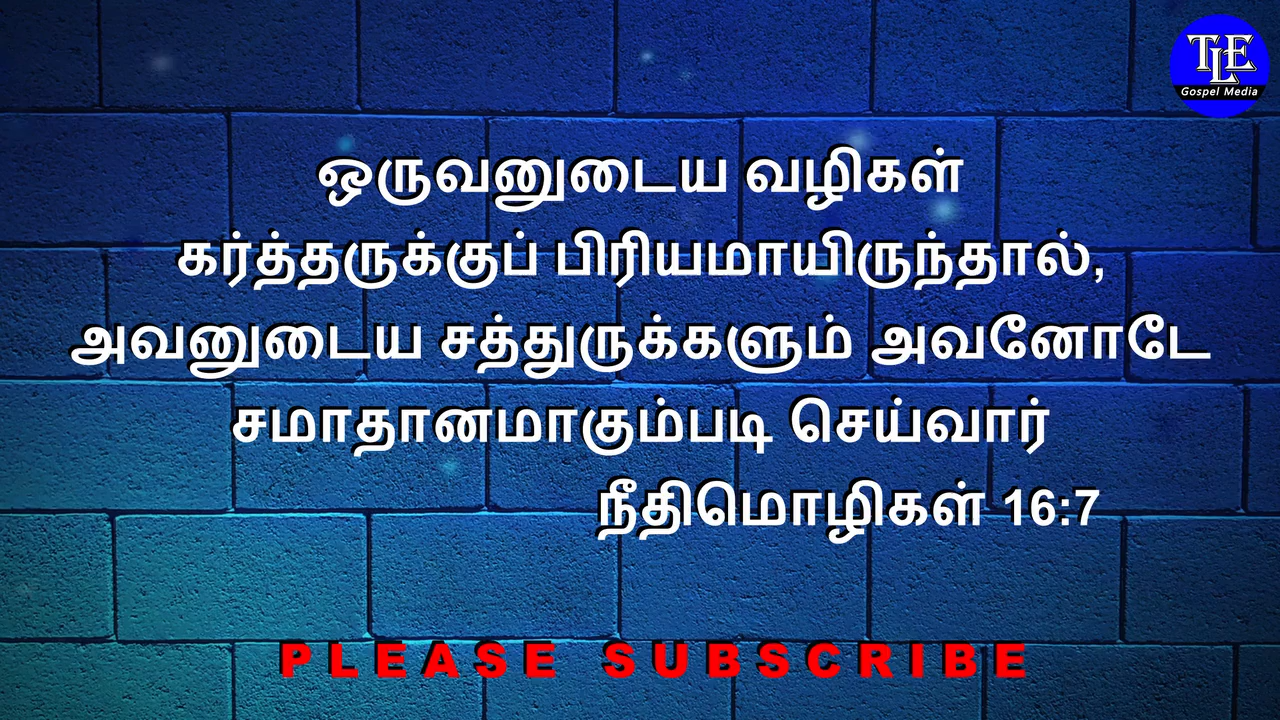 TLE
Gospel Media
ஒருவனுடைய வழிகள்
கர்த்தருக்குப் பிரியமாயிருந்தால்,
அவனுடைய சத்துருக்களும் அவனோடே
சமாதானமாகும்படி செய்வார்
நீதிமொழிகள் 16:7
PLEASE SUBSCRIBE